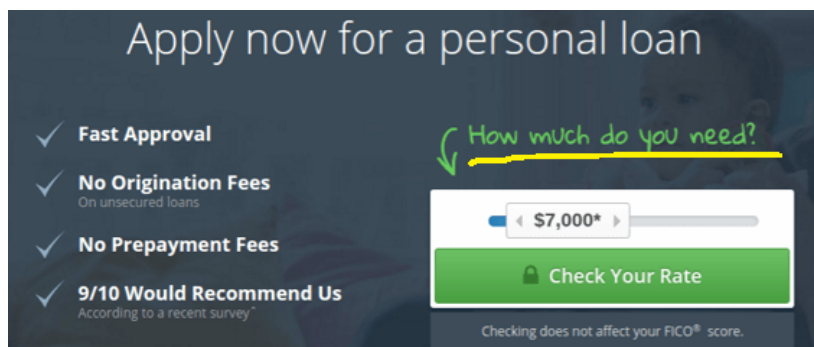 Apply now for a personal loan
Fast Approval
No Origination Fees
On unsecured loans
No Prepayment Fees
9/10 Would Recommend Us
According to a recent survey^
How much do you need?
$7,000*
Check Your Rate
Checking does not affect your FICO® score.